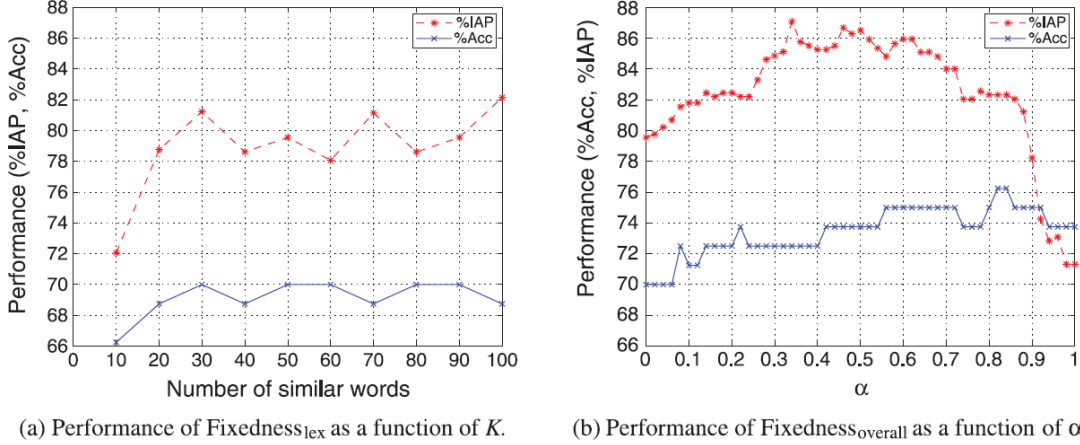 88
86
84
82
80
78
76
74
72
70
68
66
Performance (%IAP, %Acc)
%IAP
%Acc
0 10 20 30 40 50 60 70 80 90 100
Number of similar words
(a) Performance of Fixednesslex as a function of K.
88
86
84
82
80
78
76
74
72
70
68
66
Performance (%Acc, %IAP)
%IAP
%Acc
0 0.1 0.2 0.3 0.4 0.5 0.6 0.7 0.8 0.9 1
α
(b) Performance of Fixednessoverall as a function of α